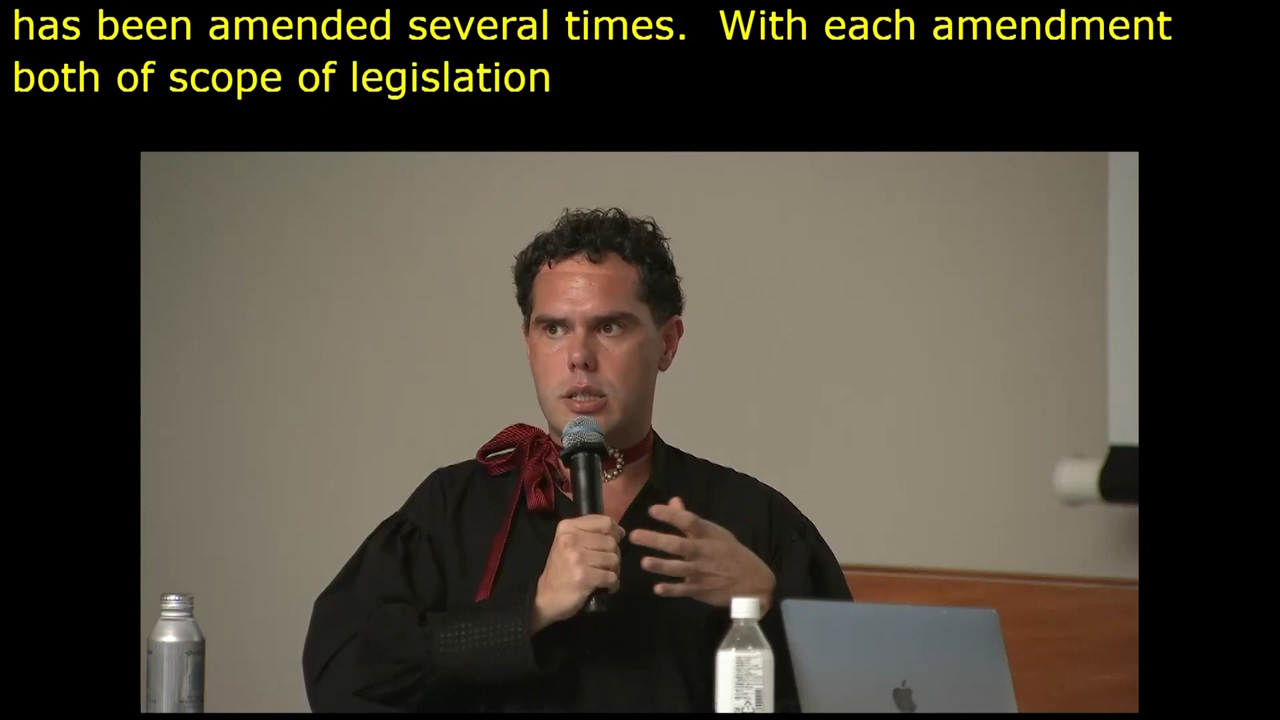 has been amended several times.  With each amendment
both of scope of legislation